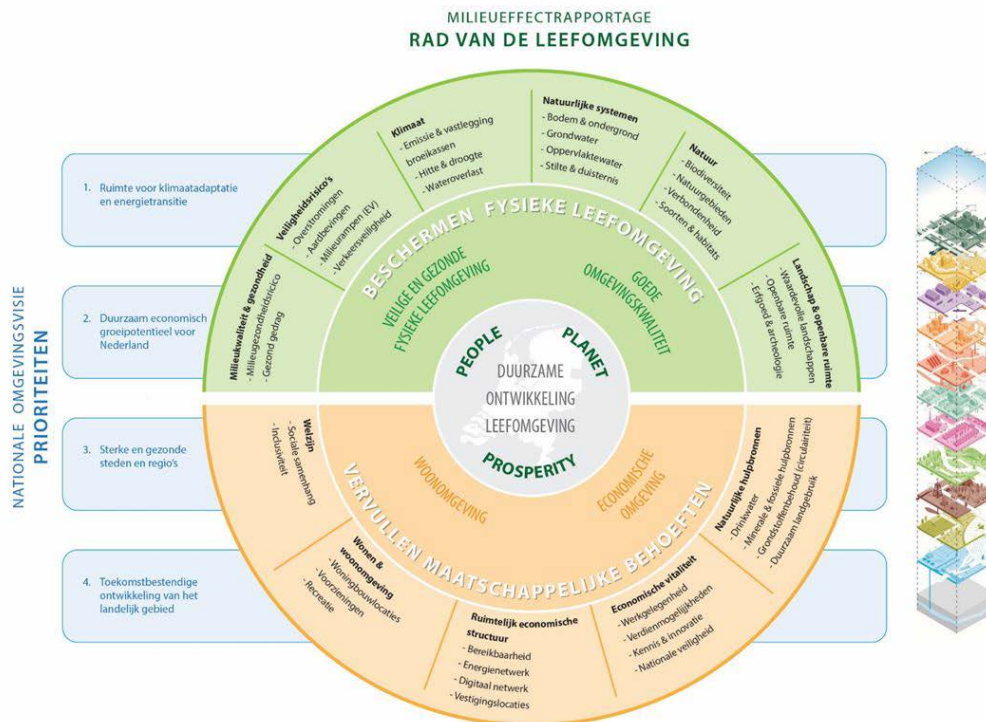 MILIEUEFFECTRAPPORTAGE
RAD VAN DE LEEFOMGEVING
NATIONALE OMGEVINGSVISIE
PRIORITEITEN
1. Ruimte voor klimaatadaptatie
en energietransitie
2. Duurzaam economisch
groeipotentieel voor
Nederland
3. Sterke en gezonde
steden en regio's
4. Toekomstbestendige
ontwikkeling van het
landelijk gebied
BESCHERMEN FYSIEKE LEEFOMGEVING
VEILIGE EN GEZONDE
FYSIEKE LEEFOMGEVING
GOEDE
OMGEVINGSKWALITEIT
Milieukwaliteit & gezondheid
- Milieugezondheidsricico
- Gezond gedrag
Veiligheidsrisico's
- Overstromingen
- Aardbevingen
- Milieurampen (EV)
- Verkeersveiligheid
Klimaat
- Emissie & vastlegging
broeikassen
- Hitte & droogte
- Wateroverlast
Natuurlijke systemen
- Bodem & ondergrond
- Grondwater
- Oppervlaktewater
- Stilte & duisternis
Natuur
- Biodiversiteit
- Natuurgebieden
- Verbondenheid
- Soorten & habitats
Landschap & openbare ruimte
- Waardevolle landschappen
- Openbare ruimte
- Erfgoed & archeologie
PEOPLE
PLANET
DUURZAME
ONTWIKKELING
LEEFOMGEVING
PROSPERITY
WOONOMGEVING
ECONOMISCHE
OMGEVING
VERVULLEN MAATSCHAPPELIJKE BEHOEFTEN
Welzijn
- Sociale samenhang
- Inclusiviteit
Wonen &
woonomgeving
- Woningbouwlocaties
- Voorzieningen
- Recreatie
Ruimtelijk economische
structuur
- Bereikbaarheid
- Energienetwerk
- Digitaal netwerk
- Vestigingslocaties
Economische vitaliteit
- Werkgelegenheid
- Verdienmogelijkheden
- Kennis & innovatie
- Nationale veiligheid
Natuurlijke hulpbronnen
- Drinkwater
- Minerale & fossiele hulpbronnen
- Grondstoffenbehoud (circulairiteit)
- Duurzaam landgebruik